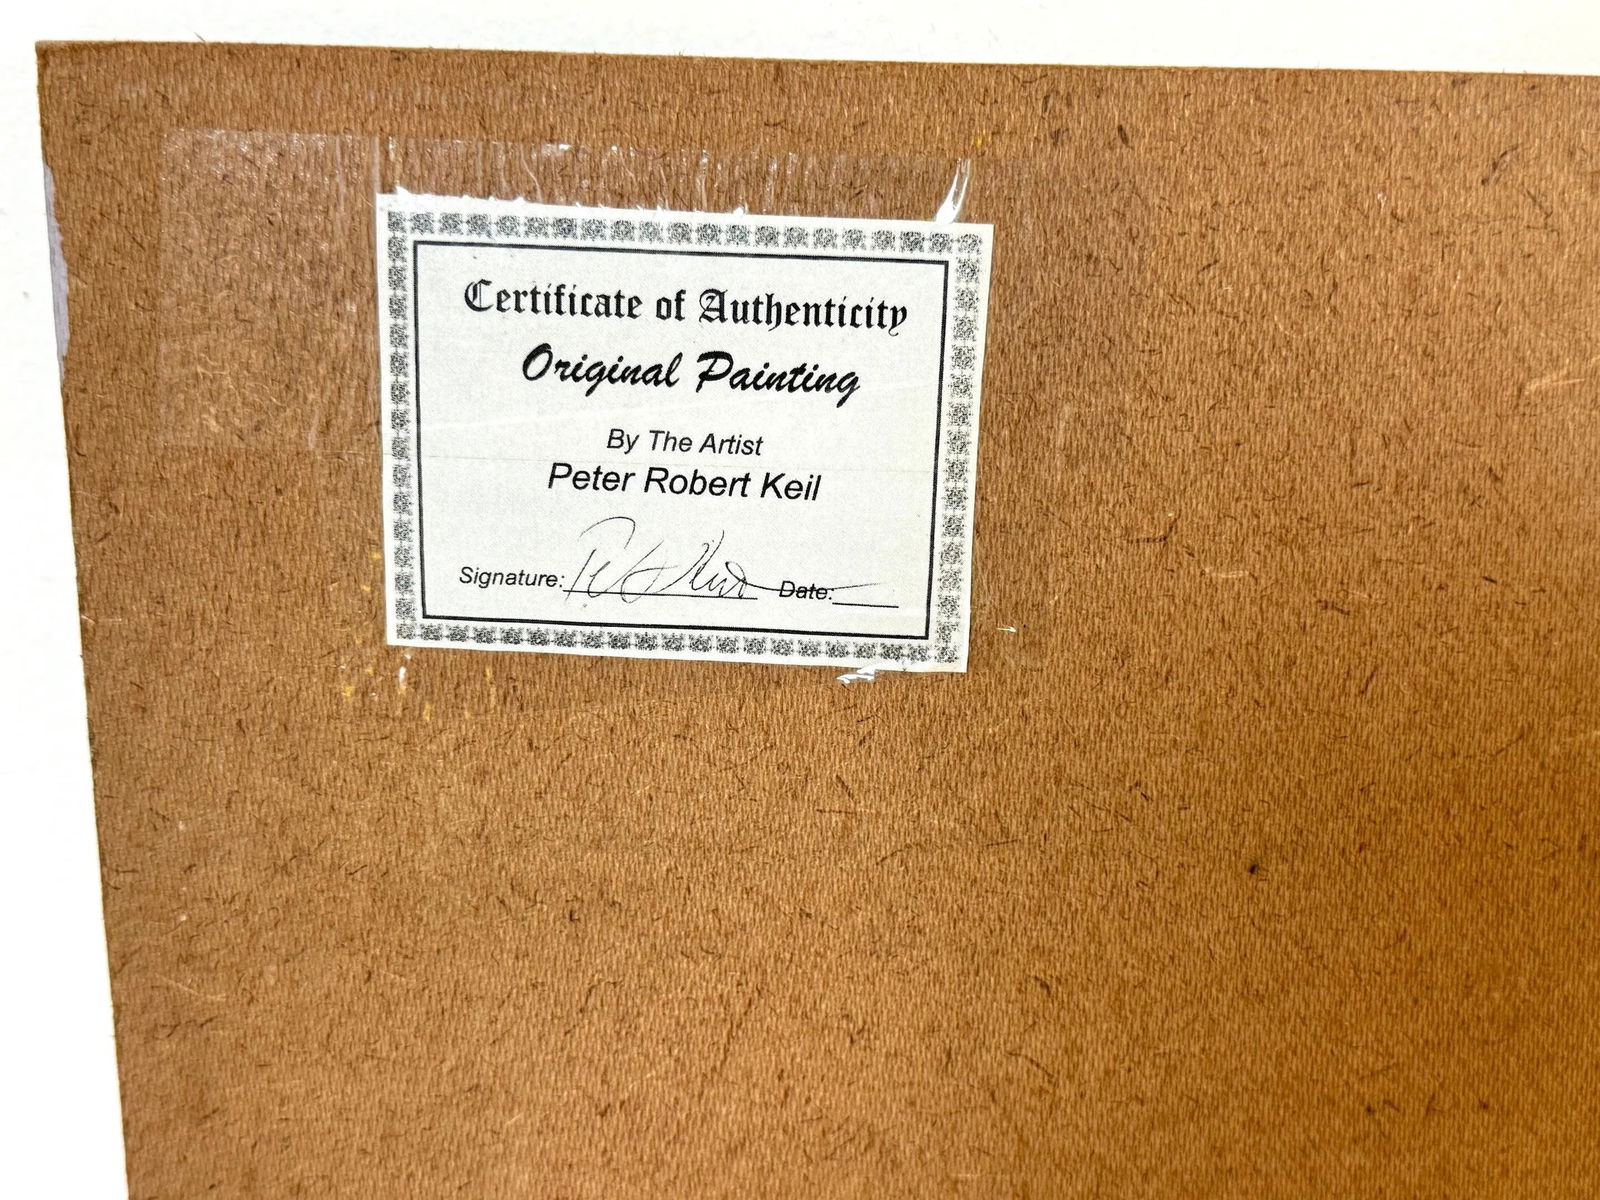 Certificate of Authenticity
Original Painting
By The Artist
Peter Robert Keil
Signature: Date: